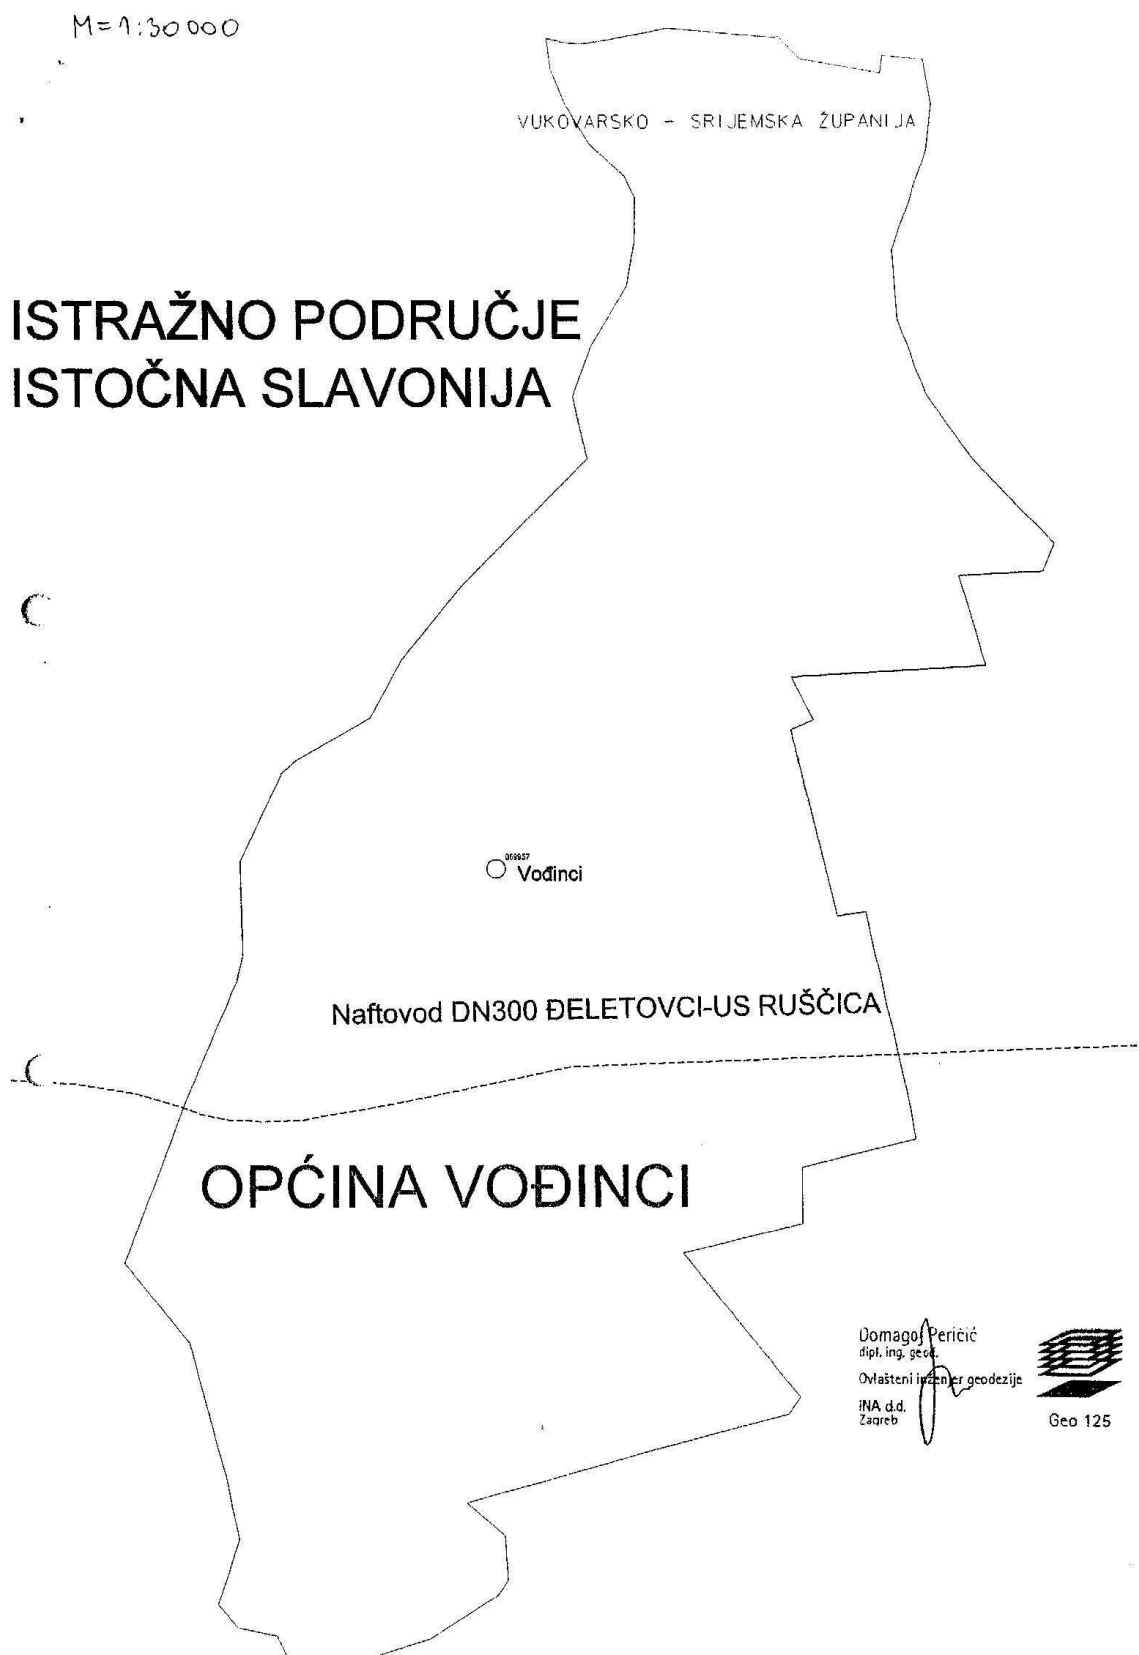 M=1:30000
VUKOVARSKO - SRIJEMSKA ŽUPANIJA
ISTRAŽNO PODRUČJE
ISTOČNA SLAVONIJA
Vođinci
Naftovod DN300 ĐELETOVCI-US RUŠČICA
OPĆINA VOĐINCI
Domagoj Peričić
dipl. ing. geod.
Ovlašteni inženjer geodezije
INA d.d.
Zagreb
Geo 125